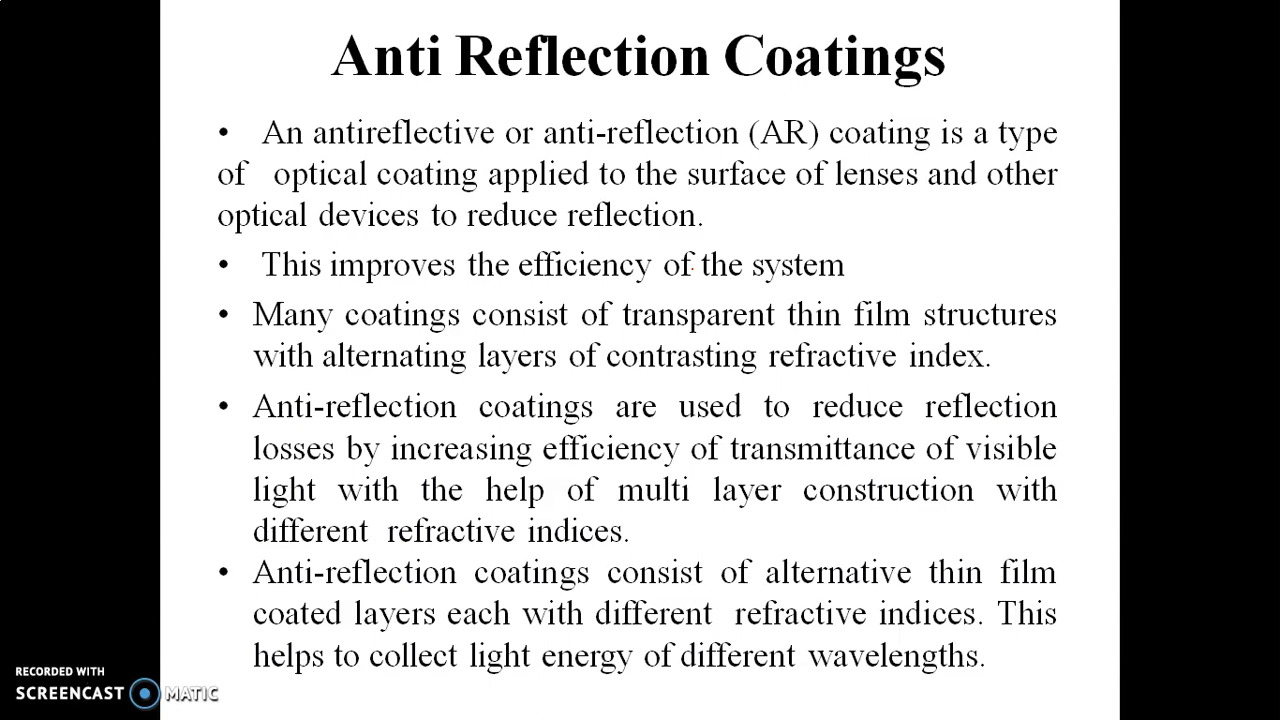 Anti Reflection Coatings
• An antireflective or anti-reflection (AR) coating is a type
of optical coating applied to the surface of lenses and other
optical devices to reduce reflection.
• This improves the efficiency of the system
• Many coatings consist of transparent thin film structures
with alternating layers of contrasting refractive index.
• Anti-reflection coatings are used to reduce reflection
losses by increasing efficiency of transmittance of visible
light with the help of multi layer construction with
different refractive indices.
• Anti-reflection coatings consist of alternative thin film
coated layers each with different refractive indices. This
helps to collect light energy of different wavelengths.
RECORDED WITH
SCREENCAST MATIC